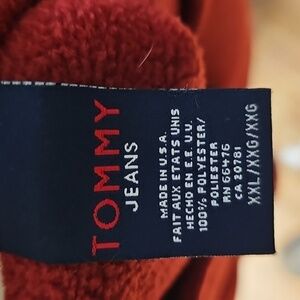 TOMMY
JEANS
MADE IN U.S.A.
FAIT AUX ETATS UNIS
HECHO EN E.E. U.U.
100% POLYESTER/
POLIESTER
RN 66476
CA 20781
XXL/XXG/XXG